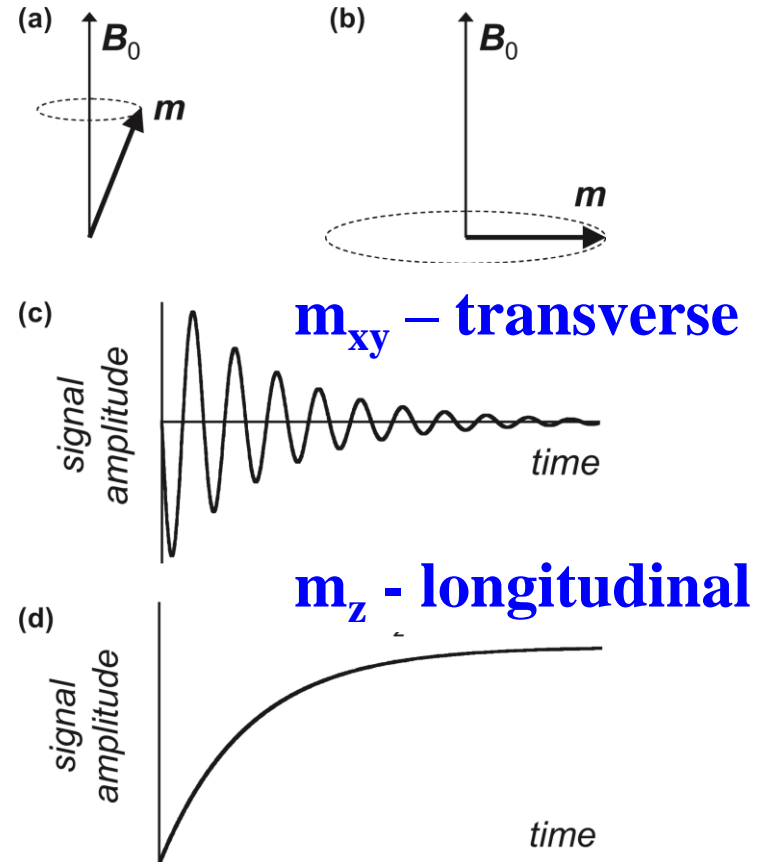 (a) B₀ m
(b) B₀ m
(c) mxy – transverse
signal
amplitude
time
(d) mz - longitudinal
signal
amplitude
time